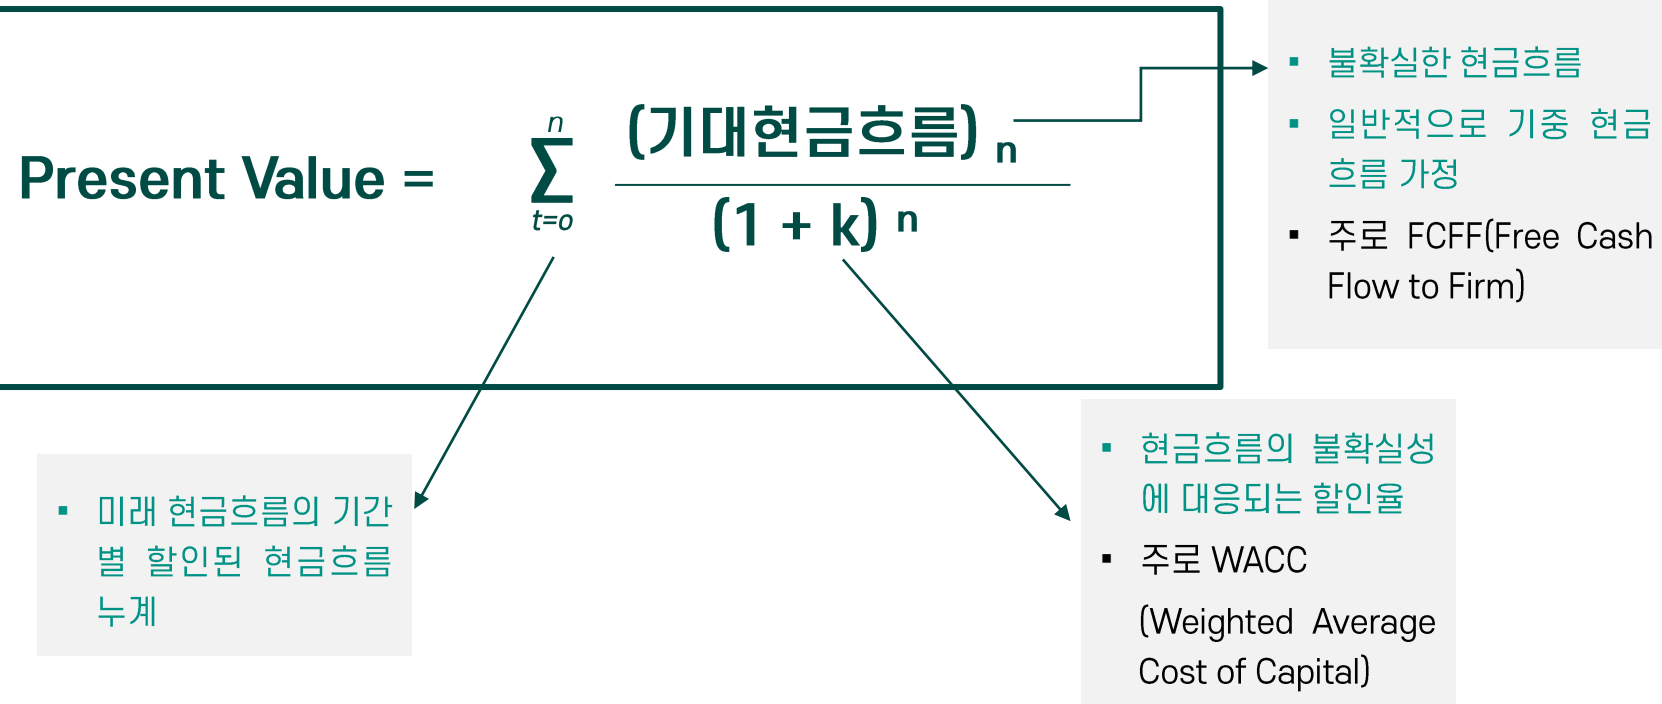 Present Value =
n
∑
t=o
(기대현금흐름) n
(1 + k) n
▪ 불확실한 현금흐름
▪ 일반적으로 기중 현금
흐름 가정
▪ 주로 FCFF(Free Cash
Flow to Firm)
▪ 미래 현금흐름의 기간
별 할인된 현금흐름
누계
▪ 현금흐름의 불확실성
에 대응되는 할인율
▪ 주로 WACC
(Weighted Average
Cost of Capital)